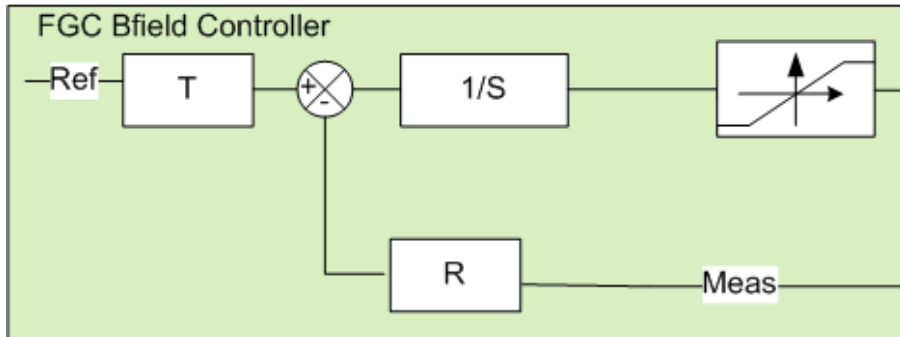 FGC Bfield Controller
Ref
T
+
-
1/S
R
Meas